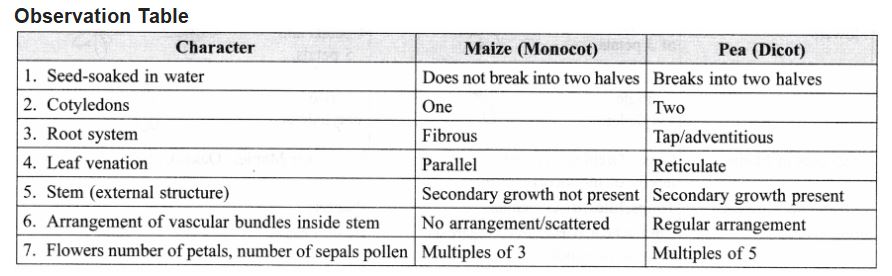 Observation Table
Character Maize (Monocot) Pea (Dicot)
1. Seed-soaked in water Does not break into two halves Breaks into two halves
2. Cotyledons One Two
3. Root system Fibrous Tap/adventitious
4. Leaf venation Parallel Reticulate
5. Stem (external structure) Secondary growth not present Secondary growth present
6. Arrangement of vascular bundles inside stem No arrangement/scattered Regular arrangement
7. Flowers number of petals, number of sepals pollen Multiples of 3 Multiples of 5